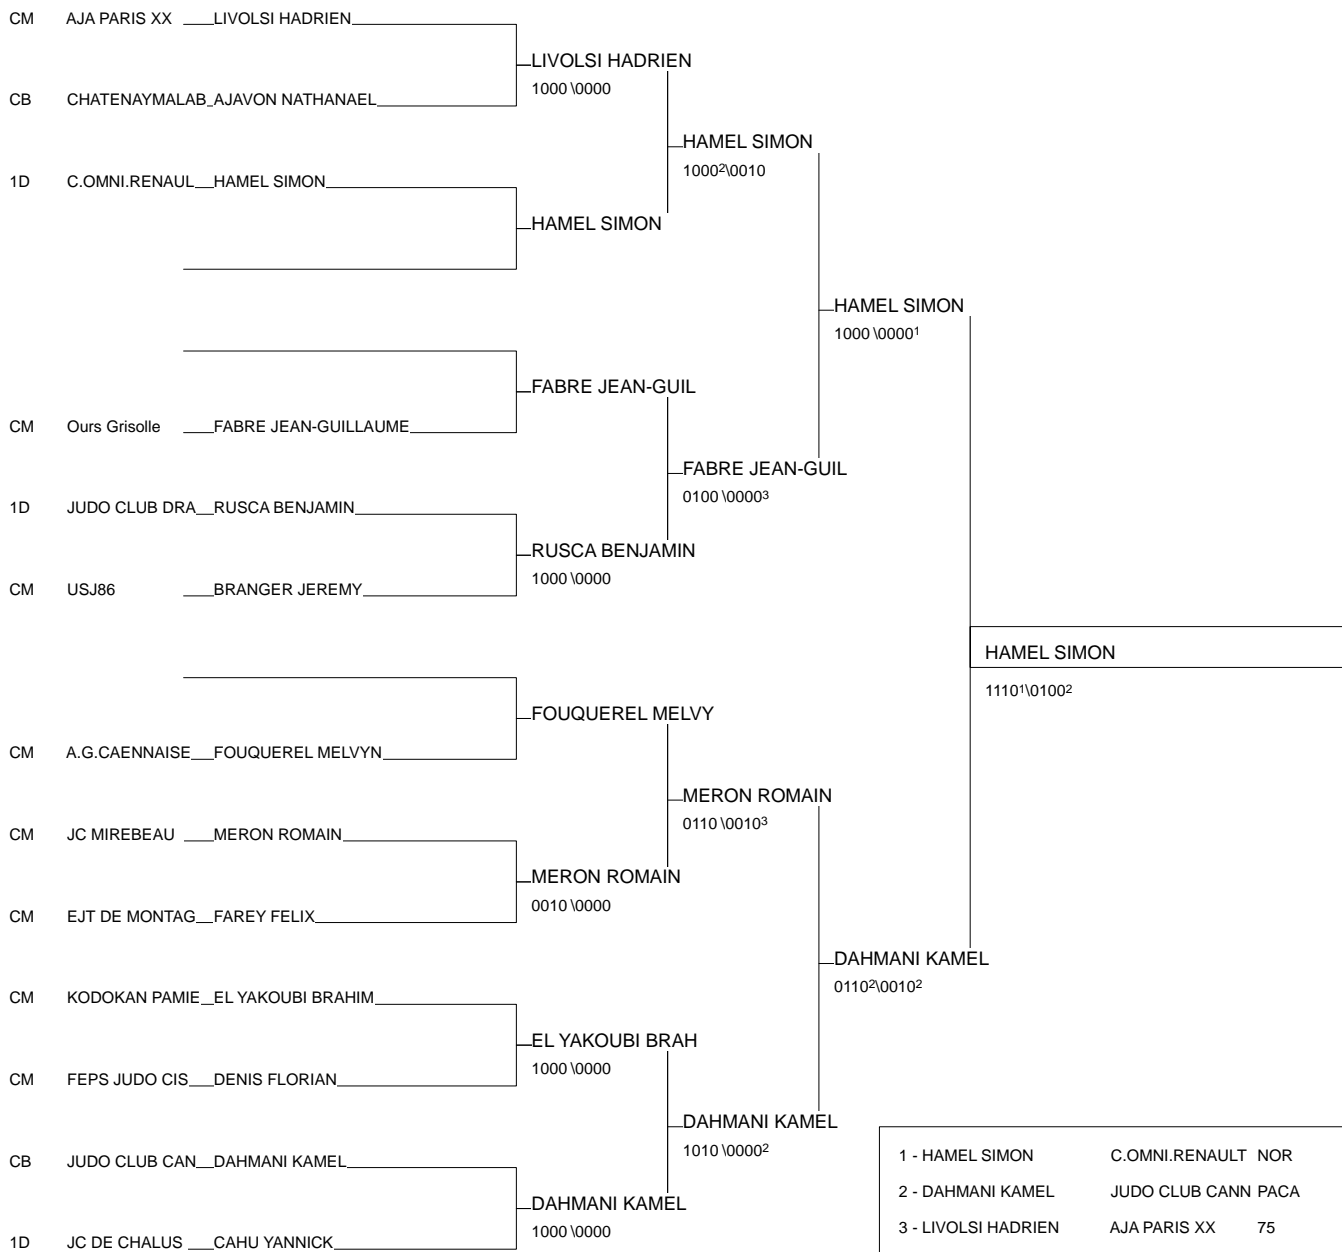 CM AJA PARIS XX LIVOLSI HADRIEN
LIVOLSI HADRIEN
1000 \0000
CB CHATENAYMALAB AJAVON NATHANAEL
HAMEL SIMON
1000²\0010
1D C.OMNI.RENAUL HAMEL SIMON
HAMEL SIMON
HAMEL SIMON
1000 \0000¹
FABRE JEAN-GUIL
CM Ours Grisolle FABRE JEAN-GUILLAUME
FABRE JEAN-GUIL
0100 \0000³
1D JUDO CLUB DRA RUSCA BENJAMIN
RUSCA BENJAMIN
1000 \0000
CM USJ86 BRANGER JEREMY
HAMEL SIMON
1110¹\0100²
FOUQUEREL MELVY
CM A.G.CAENNAISE FOUQUEREL MELVYN
MERON ROMAIN
0110 \0010³
CM JC MIREBEAU MERON ROMAIN
MERON ROMAIN
0010 \0000
CM EJT DE MONTAG FAREY FELIX
DAHMANI KAMEL
0110²\0010²
CM KODOKAN PAMIE EL YAKOUBI BRAHIM
EL YAKOUBI BRAH
1000 \0000
CM FEPS JUDO CIS DENIS FLORIAN
DAHMANI KAMEL
1010 \0000²
CB JUDO CLUB CAN DAHMANI KAMEL
DAHMANI KAMEL
1000 \0000
1D JC DE CHALUS CAHU YANNICK
1 - HAMEL SIMON C.OMNI.RENAULT NOR
2 - DAHMANI KAMEL JUDO CLUB CANN PACA
3 - LIVOLSI HADRIEN AJA PARIS XX 75